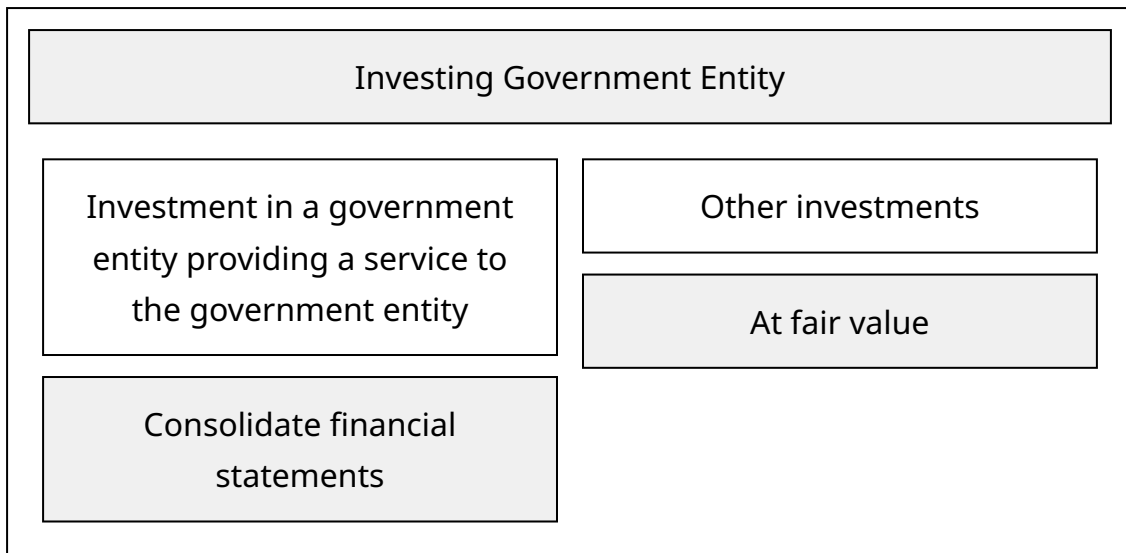 Investing Government Entity
Investment in a government
entity providing a service to
the government entity
Consolidate financial
statements
Other investments
At fair value